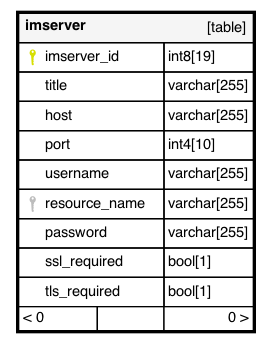 imserver [table]
imserver_id int8[19]
title varchar[255]
host varchar[255]
port int4[10]
username varchar[255]
resource_name varchar[255]
password varchar[255]
ssl_required bool[1]
tls_required bool[1]
< 0 0 >